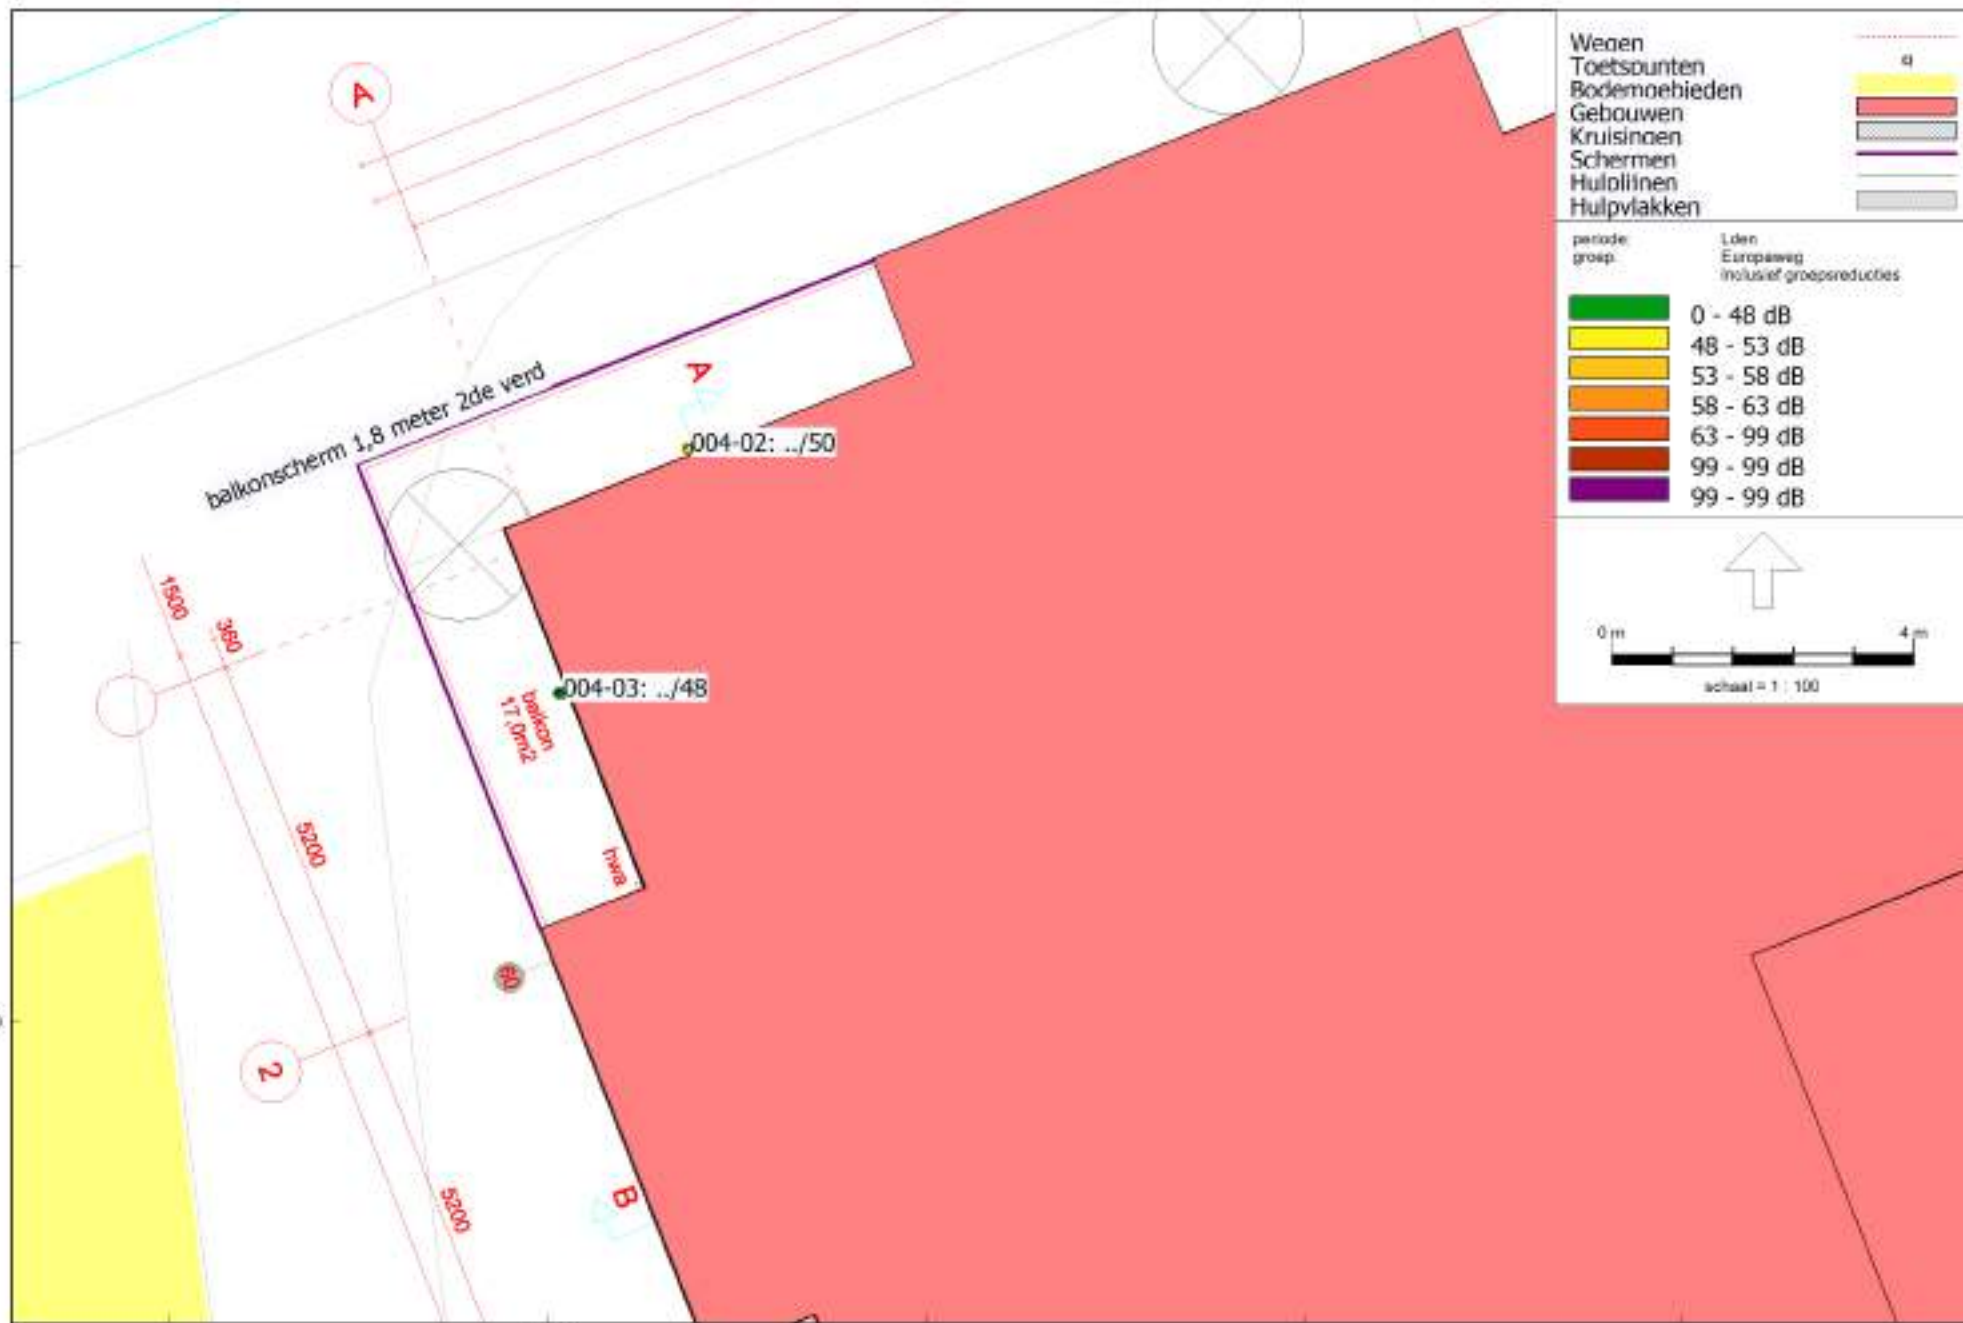 A
balkonscherm 1,8 meter 2de verd
A
004-02: ../50
1500
360
004-03: ../48
balkon
17,0m2
5200
hwa
60
2
B
5200
Wegen
Toetspunten
Bodemgebieden
Gebouwen
Kruisingen
Schermen
Hulplijnen
Hulpvlakken
periode: Lden
groep: Europaweg
Inclusief groepsreducties
0 - 48 dB
48 - 53 dB
53 - 58 dB
58 - 63 dB
63 - 99 dB
99 - 99 dB
99 - 99 dB
0 m 4 m
schaal = 1 : 100